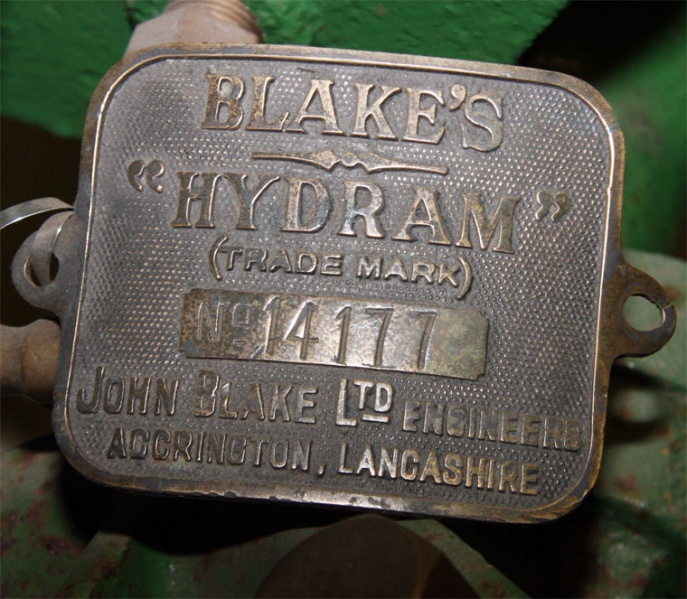 BLAKE'S
"HYDRAM"
(TRADE MARK)
No 14177
JOHN BLAKE LTD ENGINEERS
ACCRINGTON, LANCASHIRE